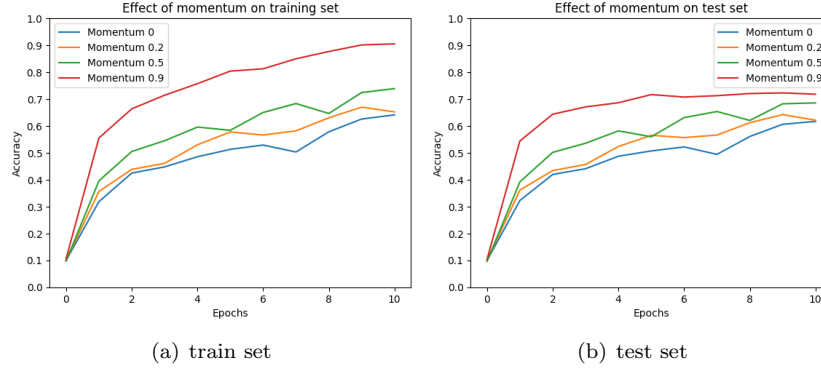 Effect of momentum on training set
1.0
0.9
0.8
0.7
0.6
0.5
0.4
0.3
0.2
0.1
0.0
Accuracy
Momentum 0
Momentum 0.2
Momentum 0.5
Momentum 0.9
0 2 4 6 8 10
Epochs
(a) train set
Effect of momentum on test set
1.0
0.9
0.8
0.7
0.6
0.5
0.4
0.3
0.2
0.1
0.0
Accuracy
Momentum 0
Momentum 0.2
Momentum 0.5
Momentum 0.9
0 2 4 6 8 10
Epochs
(b) test set